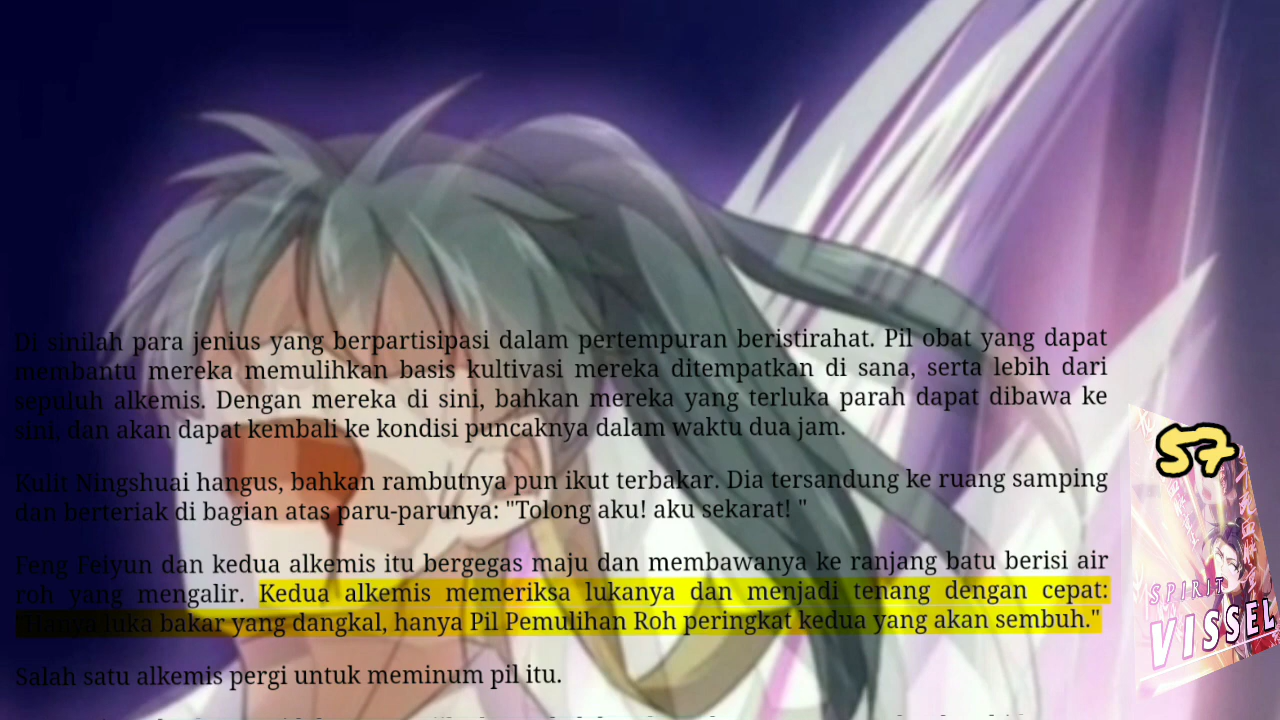 Di sinilah para jenius yang berpartisipasi dalam pertempuran beristirahat. Pil obat yang dapat
membantu mereka memulihkan basis kultivasi mereka ditempatkan di sana, serta lebih dari
sepuluh alkemis. Dengan mereka di sini, bahkan mereka yang terluka parah dapat dibawa ke
sini, dan akan dapat kembali ke kondisi puncaknya dalam waktu dua jam.
Kulit Ningshuai hangus, bahkan rambutnya pun ikut terbakar. Dia tersandung ke ruang samping
dan berteriak di bagian atas paru-parunya: "Tolong aku! aku sekarat! "
Feng Feiyun dan kedua alkemis itu bergegas maju dan membawanya ke ranjang batu berisi air
roh yang mengalir. Kedua alkemis memeriksa lukanya dan menjadi tenang dengan cepat:
"Hanya luka bakar yang dangkal, hanya Pil Pemulihan Roh peringkat kedua yang akan sembuh."
Salah satu alkemis pergi untuk meminum pil itu.
57
SPIRIT
VISSEL